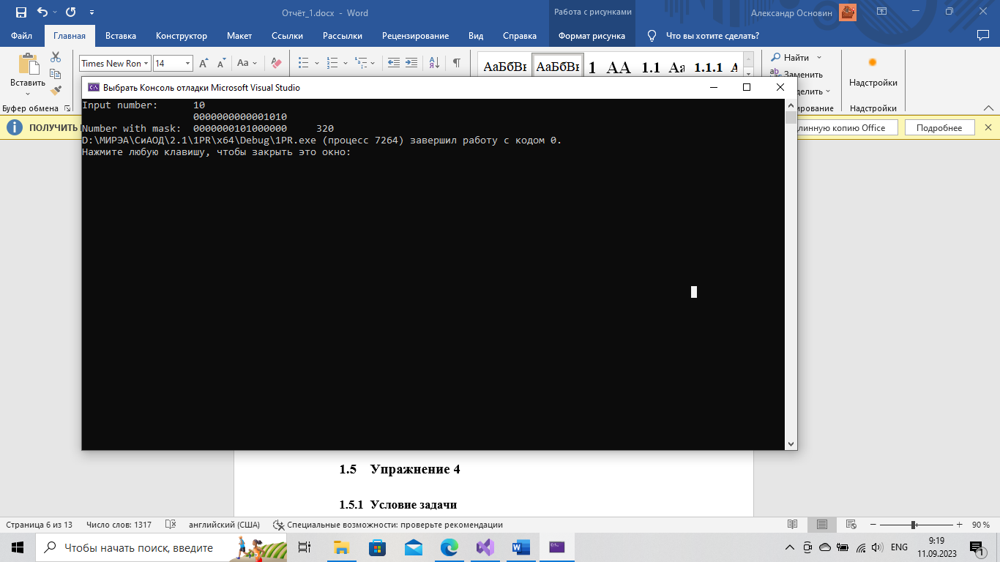 Отчёт_1.docx - Word
Работа с рисунками
Александр Основин
Файл Главная Вставка Конструктор Макет Ссылки Рассылки Рецензирование Вид Справка Формат рисунка Что вы хотите сделать?
Вставить
Буфер обмена
Times New Ron 14
Aa
АаБбВв АаБбВв 1 АА 1.1 Аа 1.1.1
Найти
Заменить
Надстройки
Надстройки
ПОЛУЧИТЬ
линную копию Office
Подробнее
Выбрать Консоль отладки Microsoft Visual Studio
Input number: 10
0000000000001010
Number with mask: 0000000101000000 320
D:\МИРЭА\СиАОД\2.1\1PR\x64\Debug\1PR.exe (процесс 7264) завершил работу с кодом 0.
Нажмите любую клавишу, чтобы закрыть это окно:
1.5 Упражнение 4
1.5.1 Условие задачи
Страница 6 из 13 Число слов: 1317 английский (США) Специальные возможности: проверьте рекомендации 90 %
Чтобы начать поиск, введите
ENG
9:19
11.09.2023
1